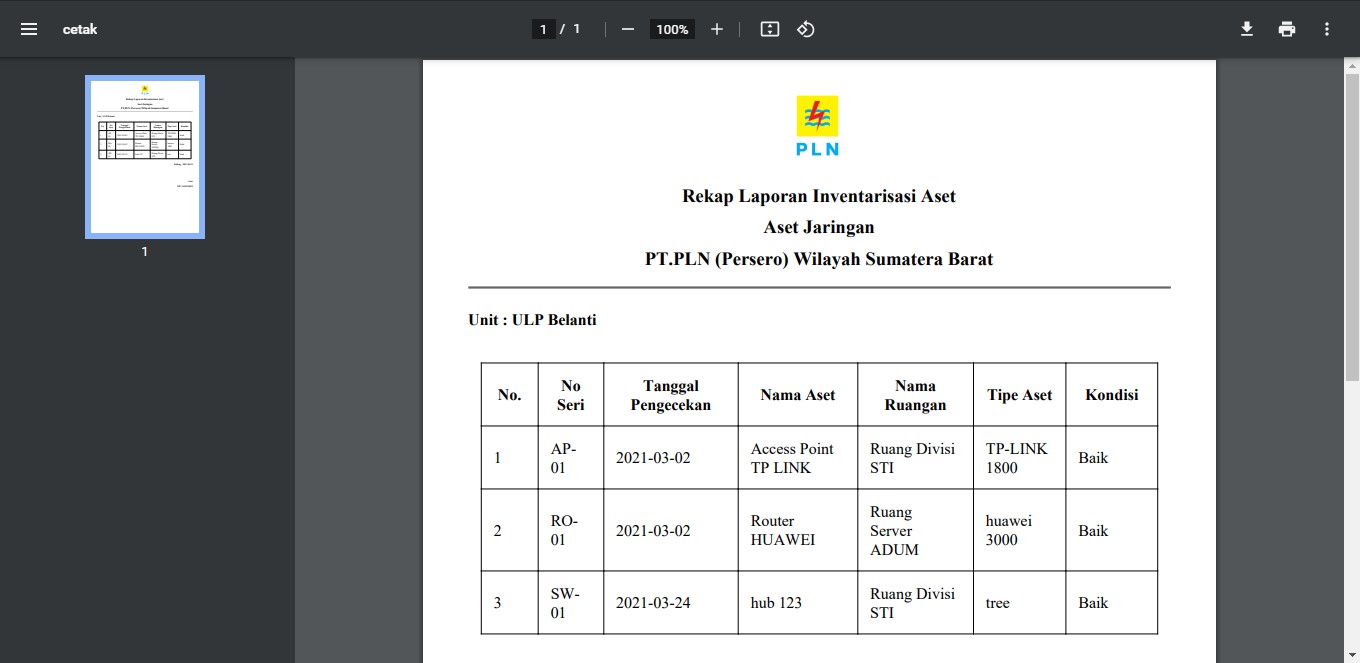 cetak
1 / 1
100%
1
PLN
Rekap Laporan Inventarisasi Aset
Aset Jaringan
PT.PLN (Persero) Wilayah Sumatera Barat
Unit : ULP Belanti
No. No Seri Tanggal Pengecekan Nama Aset Nama Ruangan Tipe Aset Kondisi
1 AP-01 2021-03-02 Access Point TP LINK Ruang Divisi STI TP-LINK 1800 Baik
2 RO-01 2021-03-02 Router HUAWEI Ruang Server ADUM huawei 3000 Baik
3 SW-01 2021-03-24 hub 123 Ruang Divisi STI tree Baik